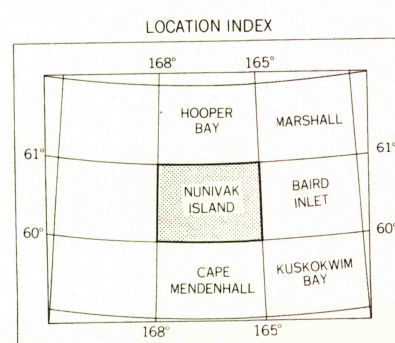 LOCATION INDEX
168° 165°
HOOPER
BAY
MARSHALL
61° 61°
NUNIVAK
ISLAND
BAIRD
INLET
60° 60°
CAPE
MENDENHALL
KUSKOKWIM
BAY
168° 165°